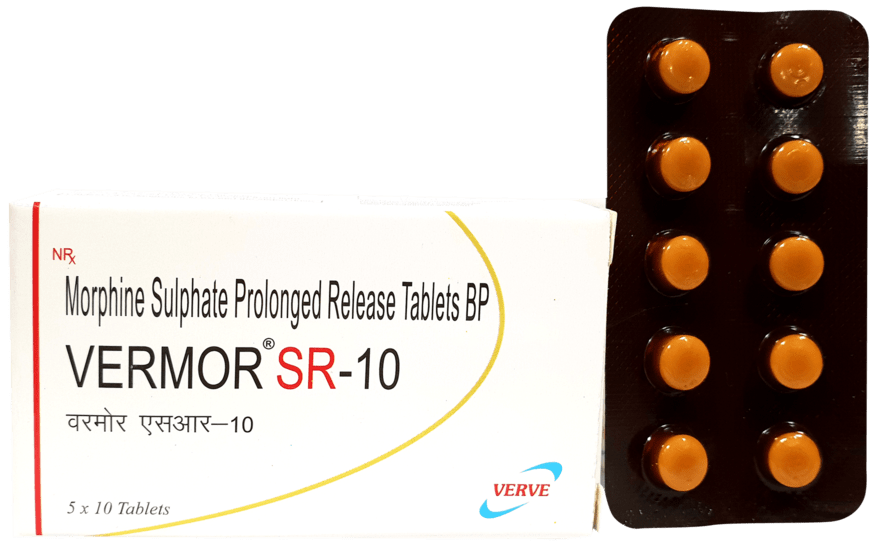 NRx
Morphine Sulphate Prolonged Release Tablets BP
VERMOR® SR-10
वरमोर एसआर–10
5 x 10 Tablets
VERVE